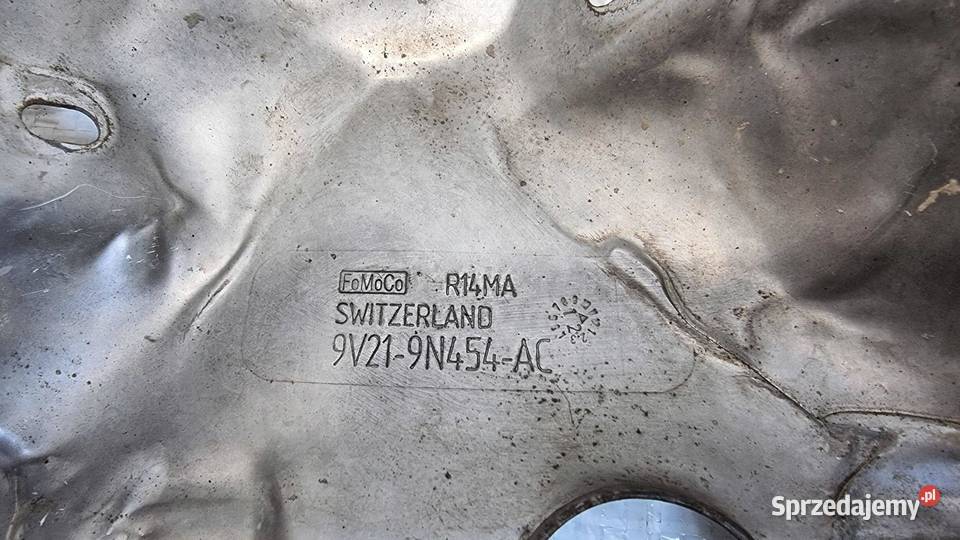 FoMoCo R14MA
SWITZERLAND
9V21-9N454-AC
Sprzedajemy.pl